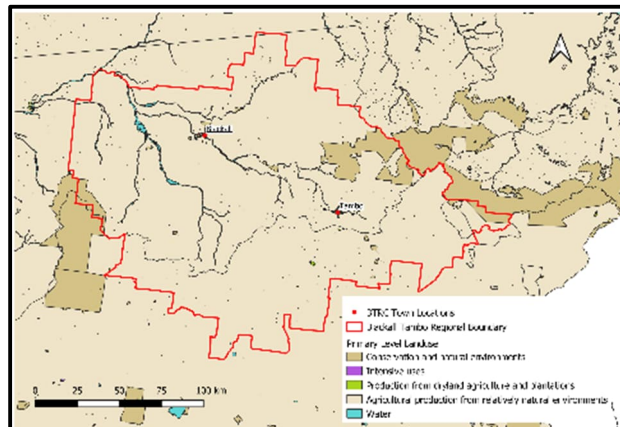 Blackall
Tambo
BTRC Town Locations
Blackall Tambo Regional boundary
Primary Level Landuse
Conservation and natural environments
Intensive uses
Production from dryland agriculture and plantations
Agricultural production from relatively natural environments
Water
0 25 50 75 100 km